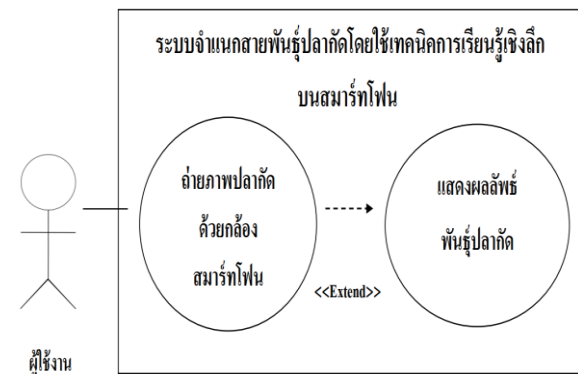 ระบบจำแนกสายพันธุ์ปลากัดโดยใช้เทคนิคการเรียนรู้เชิงลึก
บนสมาร์ทโฟน
ถ่ายภาพปลากัด
ด้วยกล้อง
สมาร์ทโฟน
<<Extend>>
แสดงผลลัพธ์
พันธุ์ปลากัด
ผู้ใช้งาน